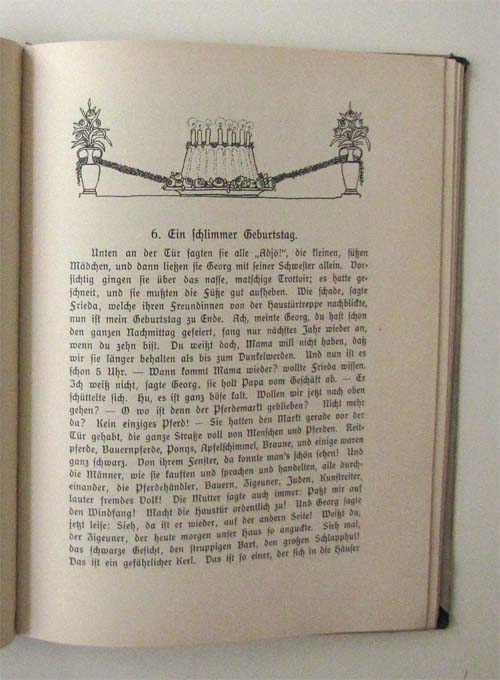 6. Ein schlimmer Geburtstag.
Unten an der Tür sagten sie alle „Adjö!", die kleinen, süßen
Mädchen, und dann ließen sie Georg mit seiner Schwester allein. Vor-
sichtig gingen sie über das nasse, matschige Trottoir; es hatte ge-
schneit, und sie mußten die Füße gut aufheben. Wie schade, sagte
Frieda, welche ihren Freundinnen von der Haustürtreppe nachblickte,
nun ist mein Geburtstag zu Ende. Ach, meinte Georg, du hast schon
den ganzen Nachmittag gefeiert, fang nur nächstes Jahr wieder an,
wenn du zehn bist. Du weißt doch, Mama will nicht haben, daß
wir sie länger behalten als bis zum Dunkelwerden. Und nun ist es
schon 5 Uhr. — Wann kommt Mama wieder? wollte Frieda wissen.
Ich weiß nicht, sagte Georg, sie holt Papa vom Geschäft ab. — Er
schüttelte sich. Hu, es ist ganz böse kalt. Wollen wir jetzt nach oben
gehen? — O wo ist denn der Pferdemarkt geblieben? Nicht mehr
da? Kein einziges Pferd! — Sie hatten den Markt gerade vor der
Tür gehabt, die ganze Straße voll von Menschen und Pferden. Reit-
pferde, Bauernpferde, Ponys, Apfelschimmel, Braune, und einige waren
ganz schwarz. Von ihrem Fenster, da konnte man's schön sehen! Und
die Männer, wie sie kauften und sprachen und handelten, alle durch-
einander, die Pferdehändler, Bauern, Zigeuner, Juden, Kunstreiter,
lauter fremdes Volk! Die Mutter sagte auch immer: Paßt mir auf
den Windfang! Macht die Haustür ordentlich zu! Und Georg sagte
jetzt leise: Sieh, da ist er wieder, auf der andern Seite! Weißt du,
der Zigeuner, der heute morgen unser Haus so anguckte. Sieh mal,
das schwarze Gesicht, den struppigen Bart, den großen Schlapphut!
Das ist ein gefährlicher Kerl. Das ist so einer, der sich in die Häuser